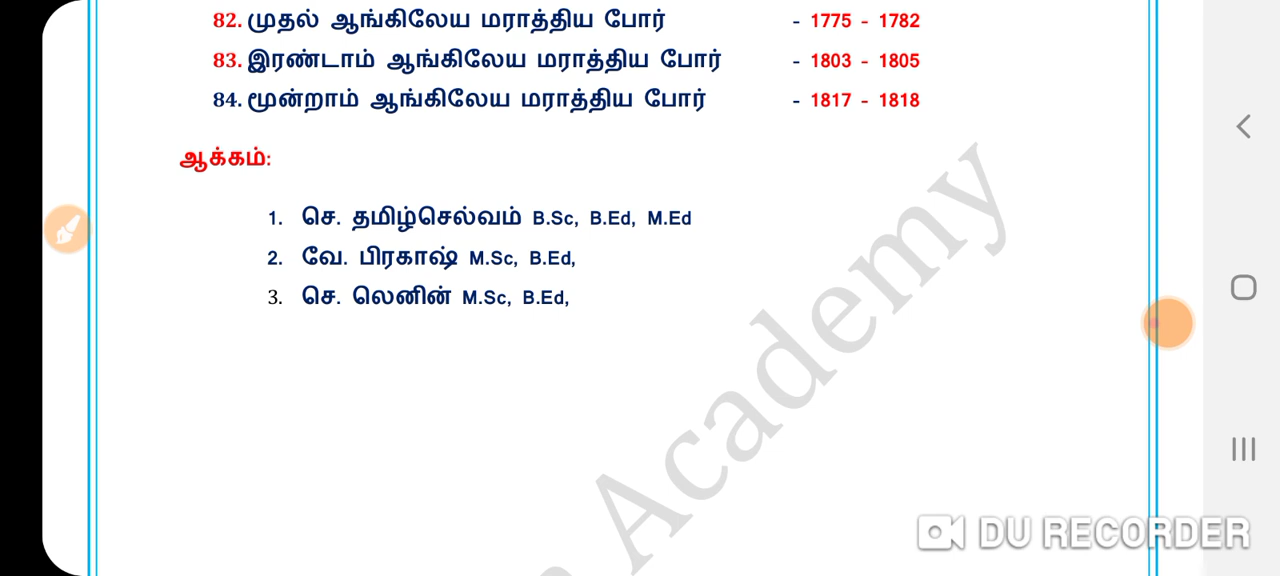 82. முதல் ஆங்கிலேய மராத்திய போர் - 1775 - 1782
83. இரண்டாம் ஆங்கிலேய மராத்திய போர் - 1803 - 1805
84. மூன்றாம் ஆங்கிலேய மராத்திய போர் - 1817 - 1818
ஆக்கம்:
1. செ. தமிழ்செல்வம் B.Sc, B.Ed, M.Ed
2. வே. பிரகாஷ் M.Sc, B.Ed,
3. செ. லெனின் M.Sc, B.Ed,
Academy
DU RECORDER